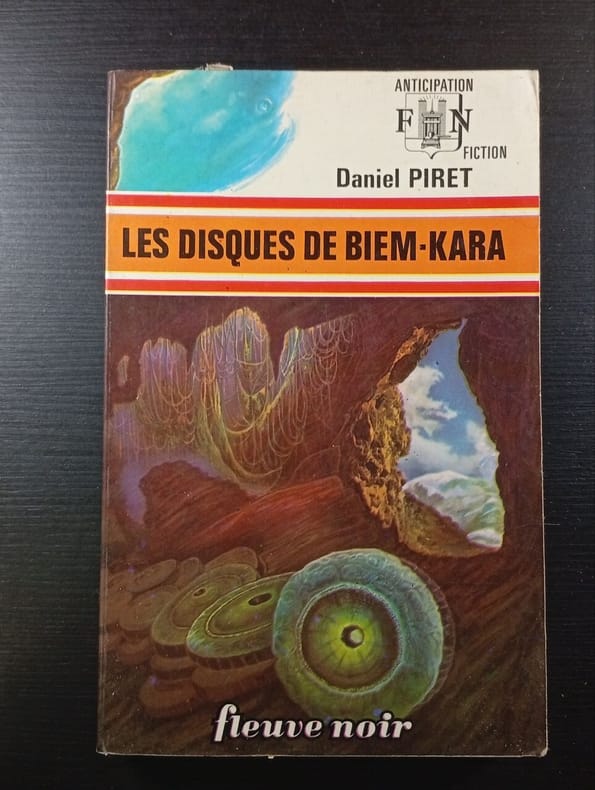 ANTICIPATION
F N
FICTION
Daniel PIRET
LES DISQUES DE BIEM-KARA
fleuve noir